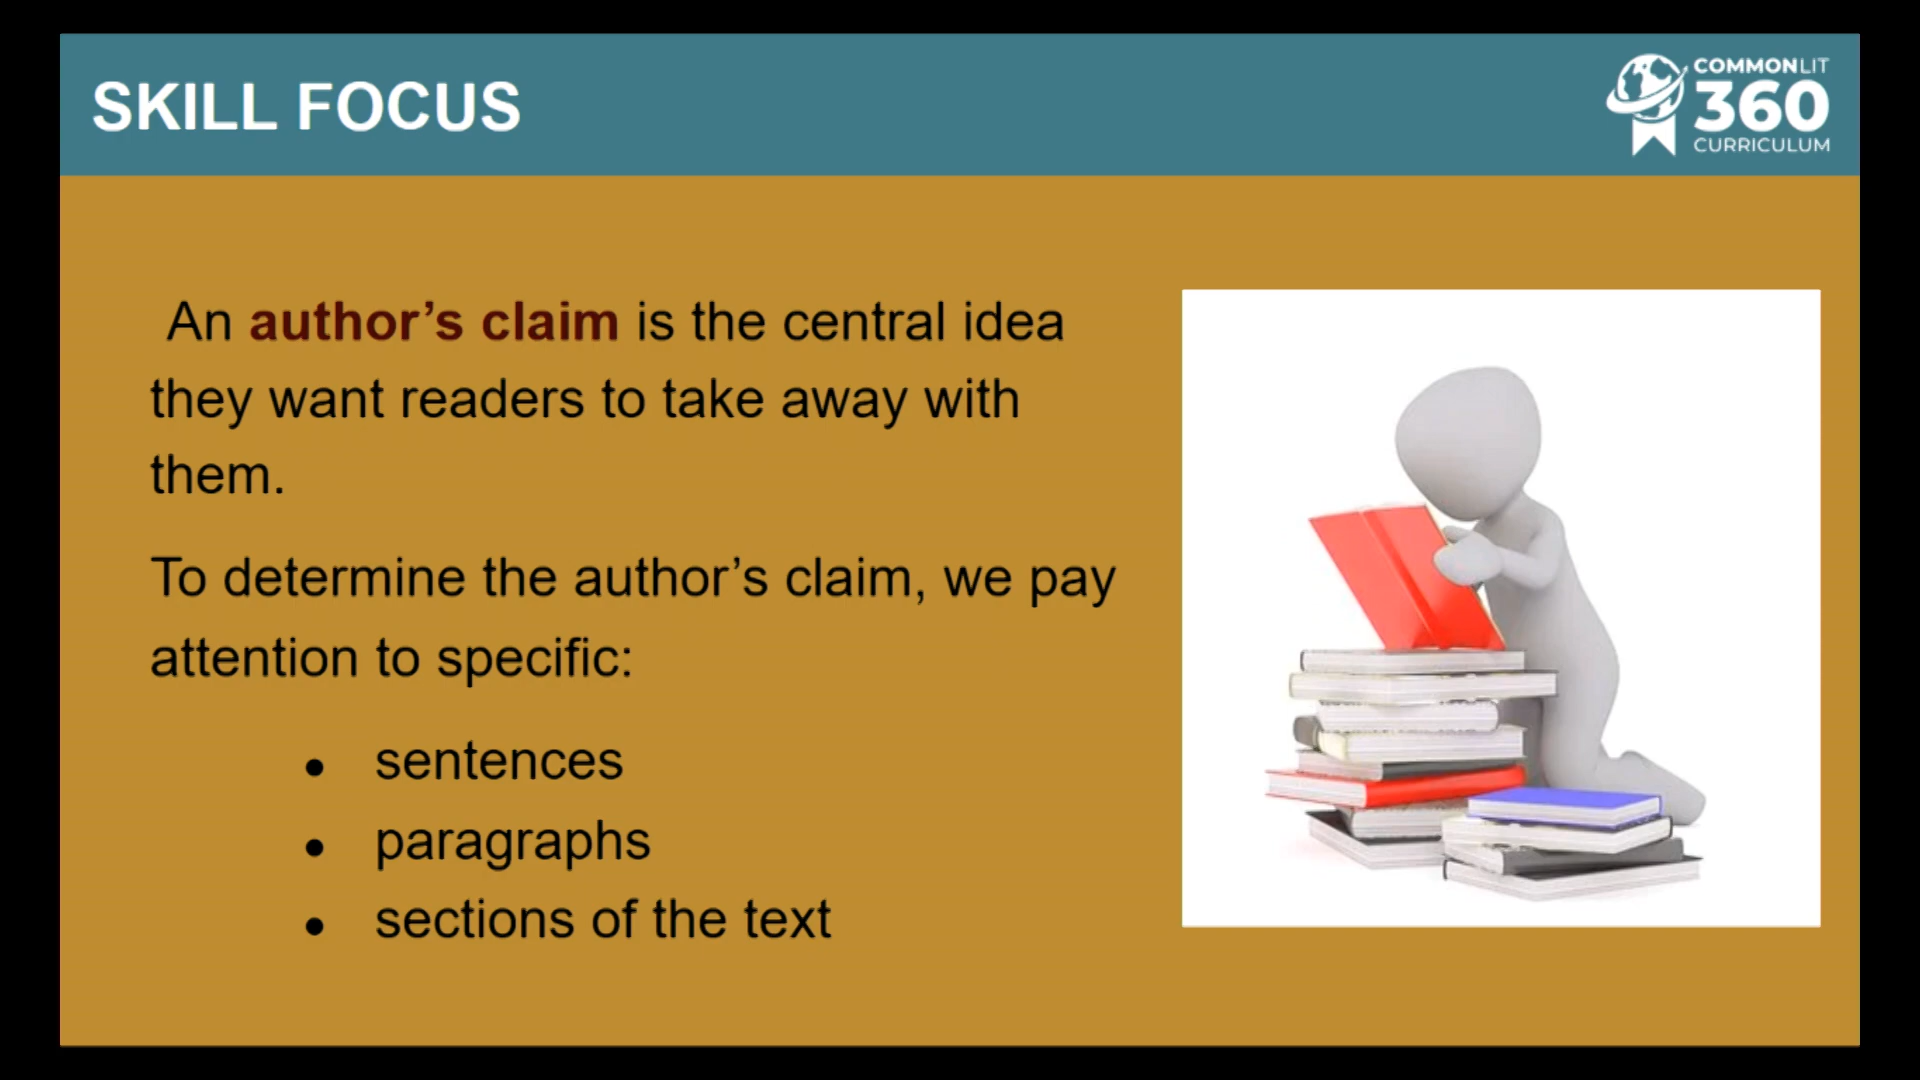 SKILL FOCUS
COMMONLIT
360
CURRICULUM
An author’s claim is the central idea
they want readers to take away with
them.
To determine the author’s claim, we pay
attention to specific:
● sentences
● paragraphs
● sections of the text